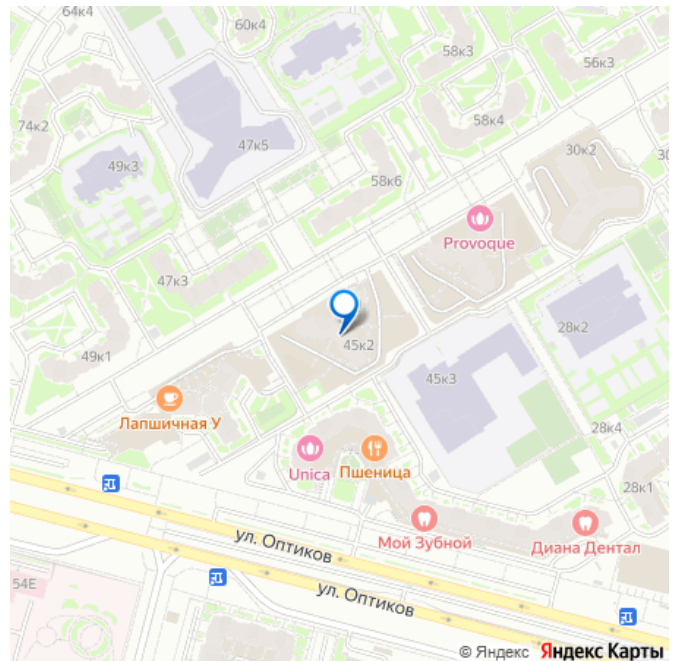 64к4
60к4
58к3
56к3
74к2
58к4
47к5
30к2
49к3
58к6
Provoque
47к3
28к2
45к2
49к1
45к3
Лапшичная У
28к4
Unica
Пшеница
28к1
Мой Зубной
Диана Дентал
ул. Оптиков
54Е
ул. Оптиков
© Яндекс Яндекс Карты